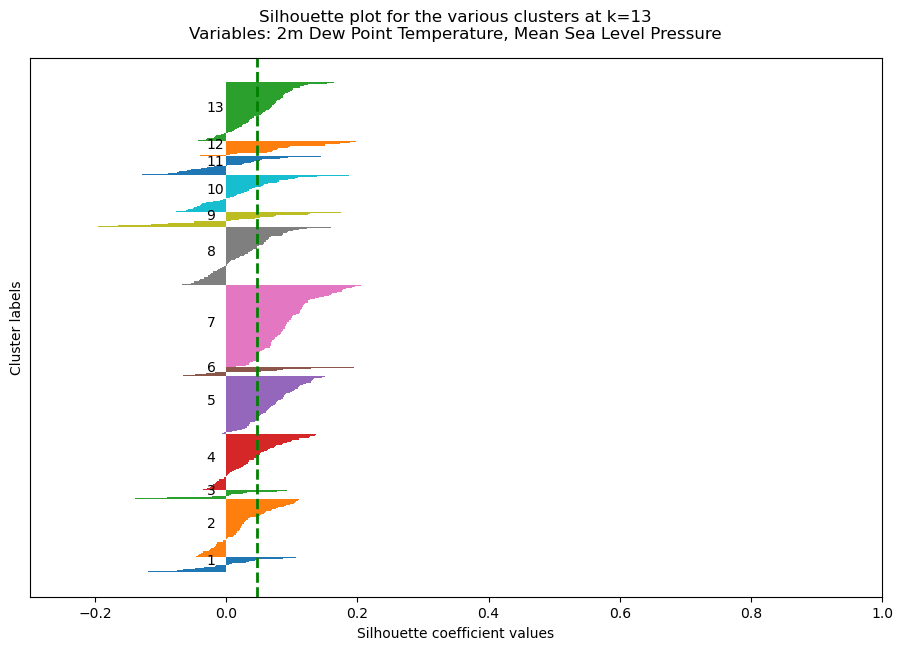 Silhouette plot for the various clusters at k=13
Variables: 2m Dew Point Temperature, Mean Sea Level Pressure
Cluster labels
13
12
11
10
9
8
7
6
5
4
3
2
1
−0.2 0.0 0.2 0.4 0.6 0.8 1.0
Silhouette coefficient values